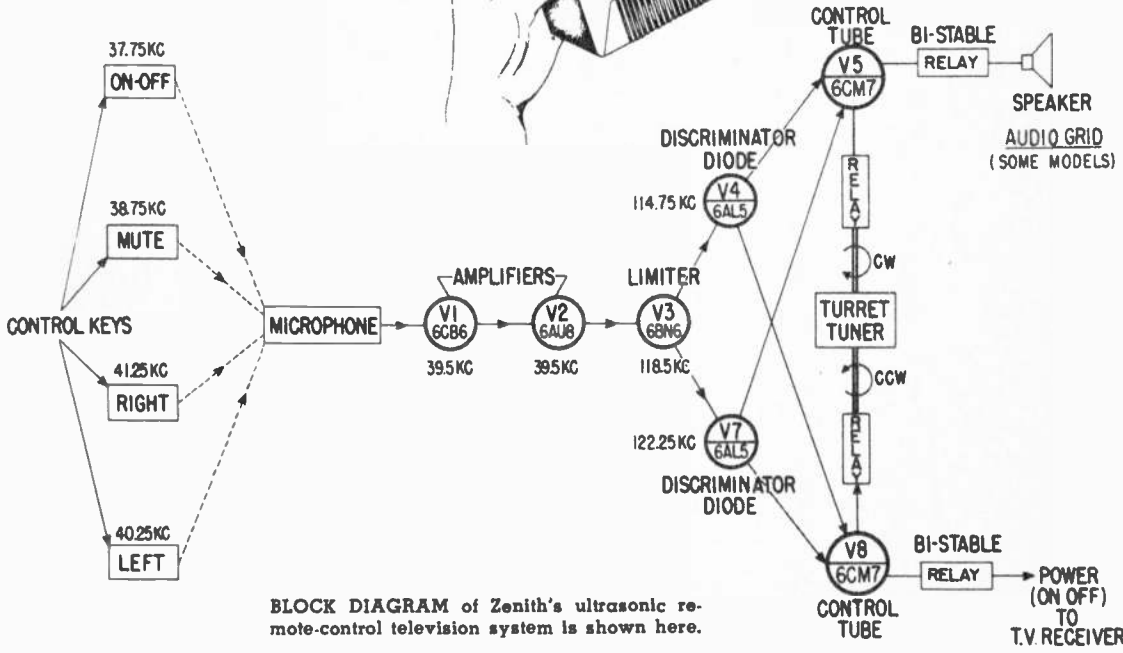 37.75KC
ON-OFF
38.75KC
MUTE
CONTROL KEYS
41.25KC
RIGHT
40.25KC
LEFT
MICROPHONE
AMPLIFIERS
V1
6CB6
39.5KC
V2
6AU8
39.5KC
LIMITER
V3
6BN6
118.5KC
DISCRIMINATOR
DIODE
114.75KC
V4
6AL5
122.25KC
V7
6AL5
DISCRIMINATOR
DIODE
CONTROL
TUBE
V5
6CM7
BI-STABLE
RELAY
SPEAKER
AUDIO GRID
(SOME MODELS)
RELAY
CW
TURRET
TUNER
CCW
RELAY
V8
6CM7
CONTROL
TUBE
BI-STABLE
RELAY
POWER
(ON OFF)
TO
T.V. RECEIVER
BLOCK DIAGRAM of Zenith's ultrasonic re-
mote-control television system is shown here.